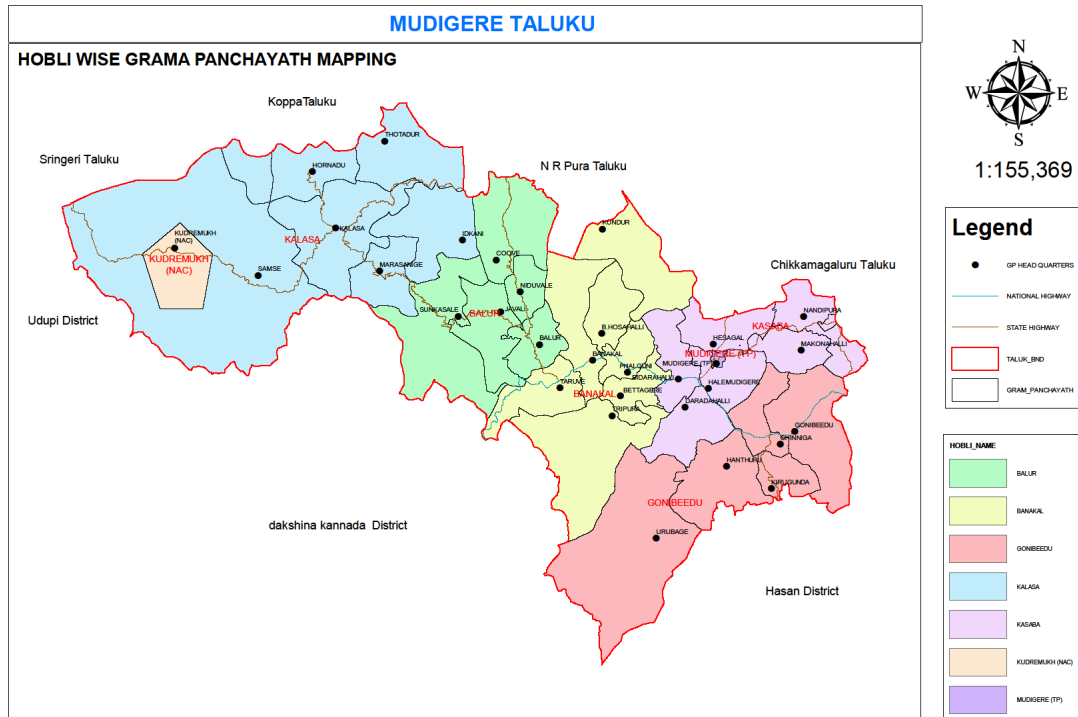 MUDIGERE TALUKU
HOBLI WISE GRAMA PANCHAYATH MAPPING
KoppaTaluku
Sringeri Taluku
N R Pura Taluku
Chikkamagaluru Taluku
Udupi District
dakshina kannada District
Hasan District
THOTADUR
HORNADU
KALASA
KALASA
KUDREMUKH
(NAC)
KUDREMUKH
(NAC)
SAMSE
MARASANIGE
IDKANI
COOVE
NIDUVALE
SUNKASALE
BALUR
JAVALI
BALUR
KUNDUR
B.HOSAHALLI
BANAKAL
PHALGUNI
BIDARAHALLI
TARUVE
BANAKAL
BETTAGERE
TRIPURA
NANDIPURA
KASABA
HESAGAL
MUDIGERE (TP)
MAKONAHALLI
MUDIGERE (TP)
HALEMUDIGERE
DARADAHALLI
GONIBEEDU
CHINNIGA
HANTHURU
KIRUGUNDA
GONIBEEDU
URUBAGE
N
W E
S
1:155,369
Legend
GP HEAD QUARTERS
NATIONAL HIGHWAY
STATE HIGHWAY
TALUK_BND
GRAM_PANCHAYATH
HOBLI_NAME
BALUR
BANAKAL
GONIBEEDU
KALASA
KASABA
KUDREMUKH (NAC)
MUDIGERE (TP)